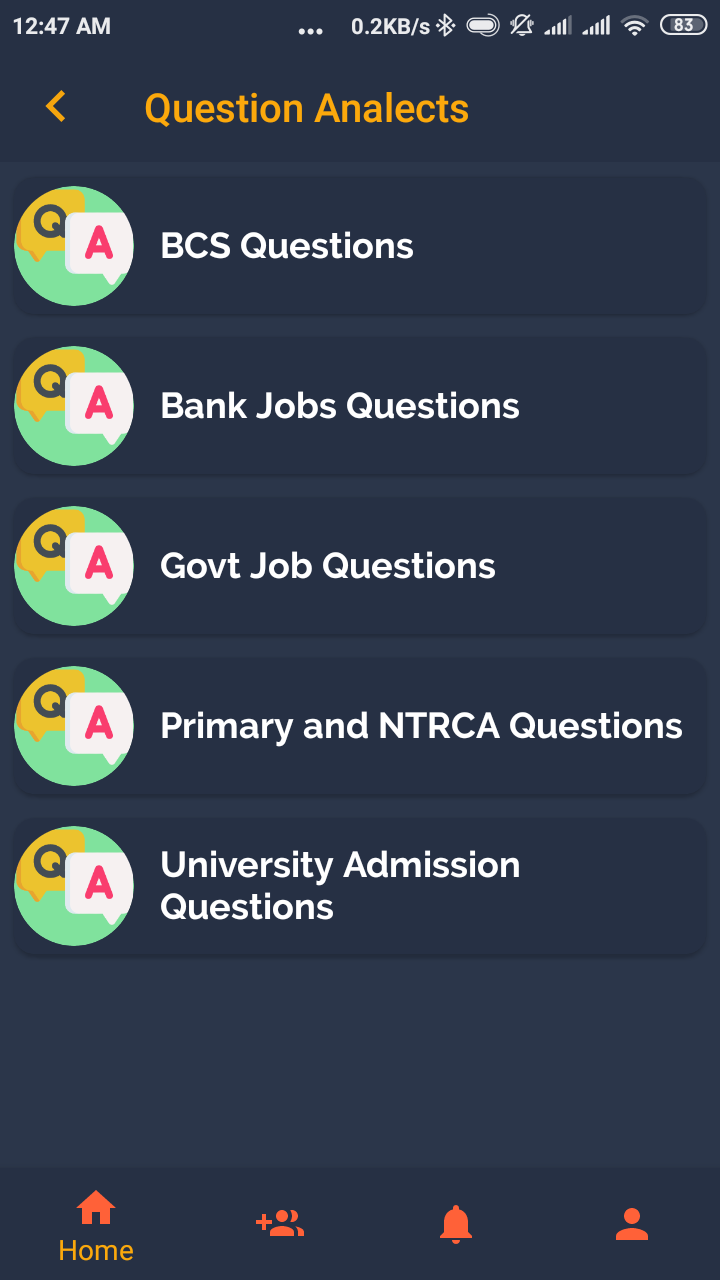 12:47 AM ... 0.2KB/s 83
Question Analects
Q A BCS Questions
Q A Bank Jobs Questions
Q A Govt Job Questions
Q A Primary and NTRCA Questions
Q A University Admission
Questions
Home